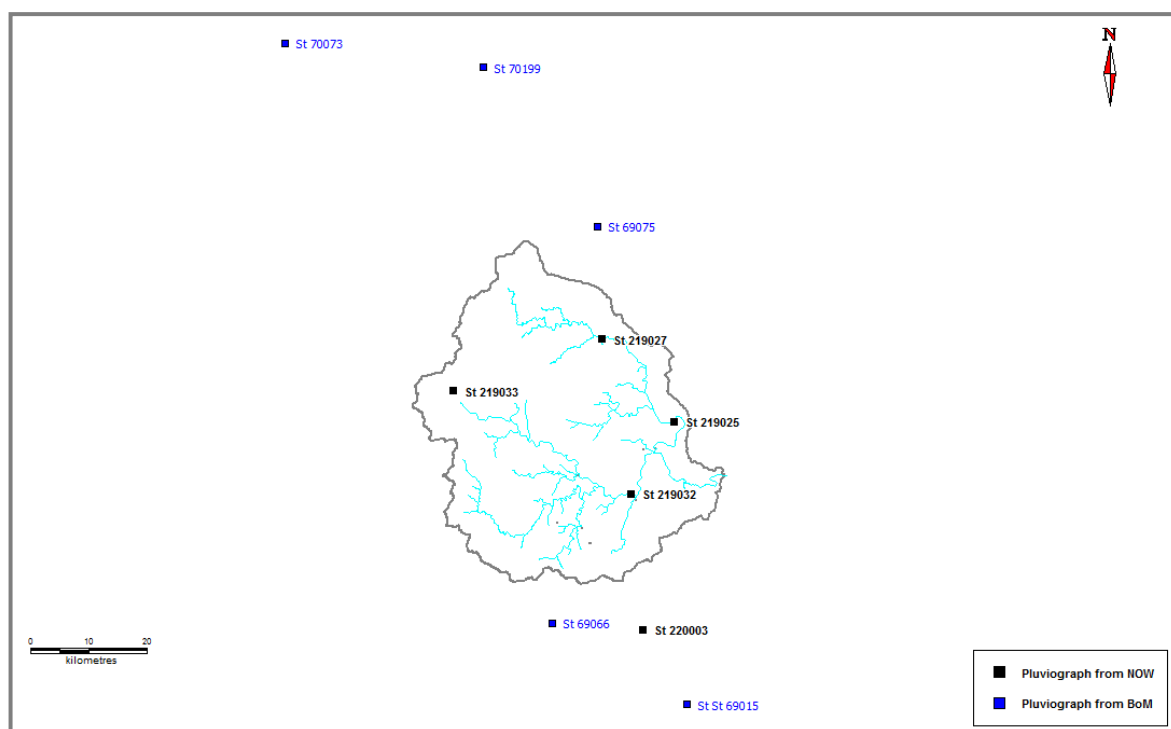 St 70073
N
St 70199
St 69075
St 219027
St 219033
St 219025
St 219032
St 69066
St 220003
0 10 20
kilometres
St St 69015
Pluviograph from NOW
Pluviograph from BoM